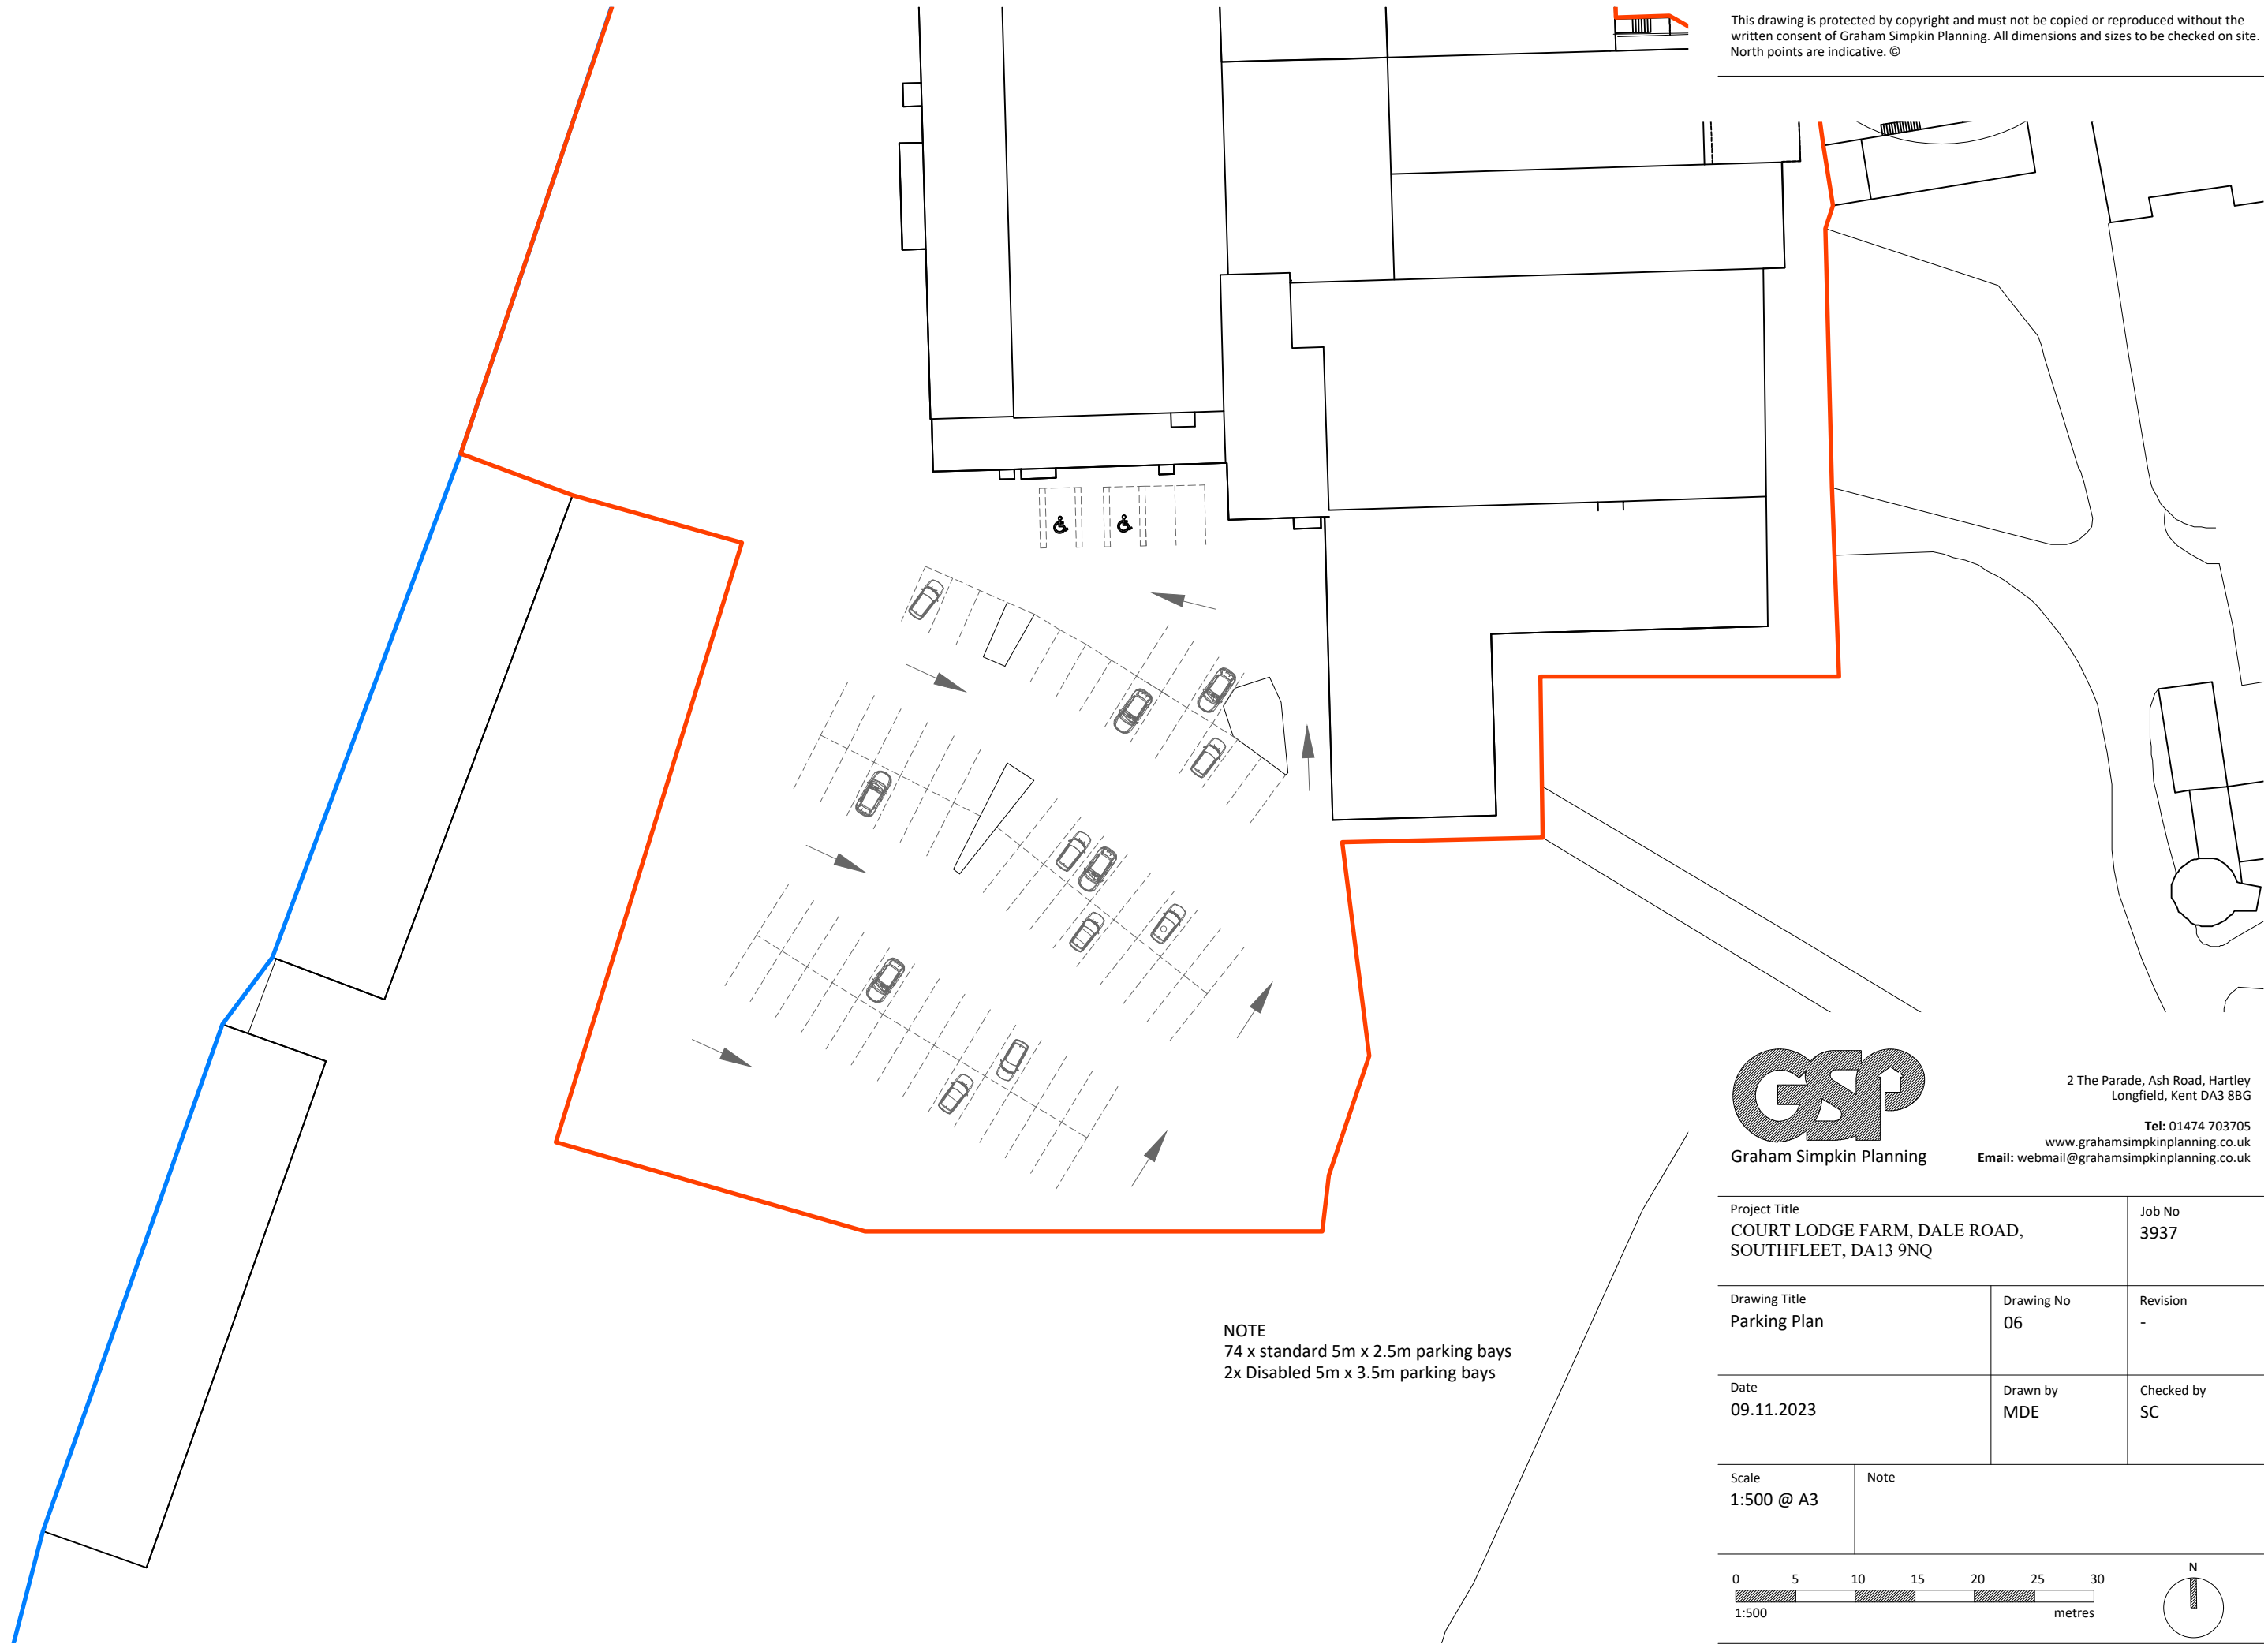 This drawing is protected by copyright and must not be copied or reproduced without the
written consent of Graham Simpkin Planning. All dimensions and sizes to be checked on site.
North points are indicative. ©
GSP
Graham Simpkin Planning
2 The Parade, Ash Road, Hartley
Longfield, Kent DA3 8BG
Tel: 01474 703705
www.grahamsimpkinplanning.co.uk
Email: webmail@grahamsimpkinplanning.co.uk
Project Title
COURT LODGE FARM, DALE ROAD,
SOUTHFLEET, DA13 9NQ
Job No
3937
Drawing Title
Parking Plan
Drawing No
06
Revision
-
Date
09.11.2023
Drawn by
MDE
Checked by
SC
Scale
1:500 @ A3
Note
NOTE
74 x standard 5m x 2.5m parking bays
2x Disabled 5m x 3.5m parking bays
0 5 10 15 20 25 30
1:500 metres
N